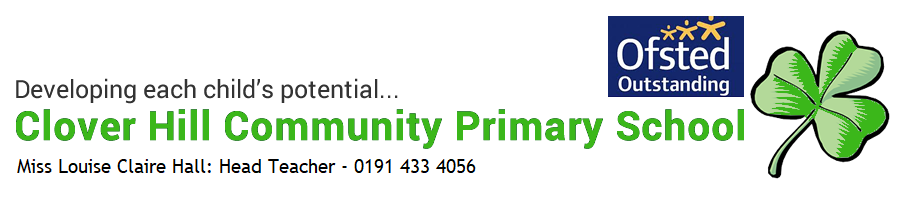 Ofsted
Outstanding
Developing each child's potential...
Clover Hill Community Primary School
Miss Louise Claire Hall: Head Teacher - 0191 433 4056